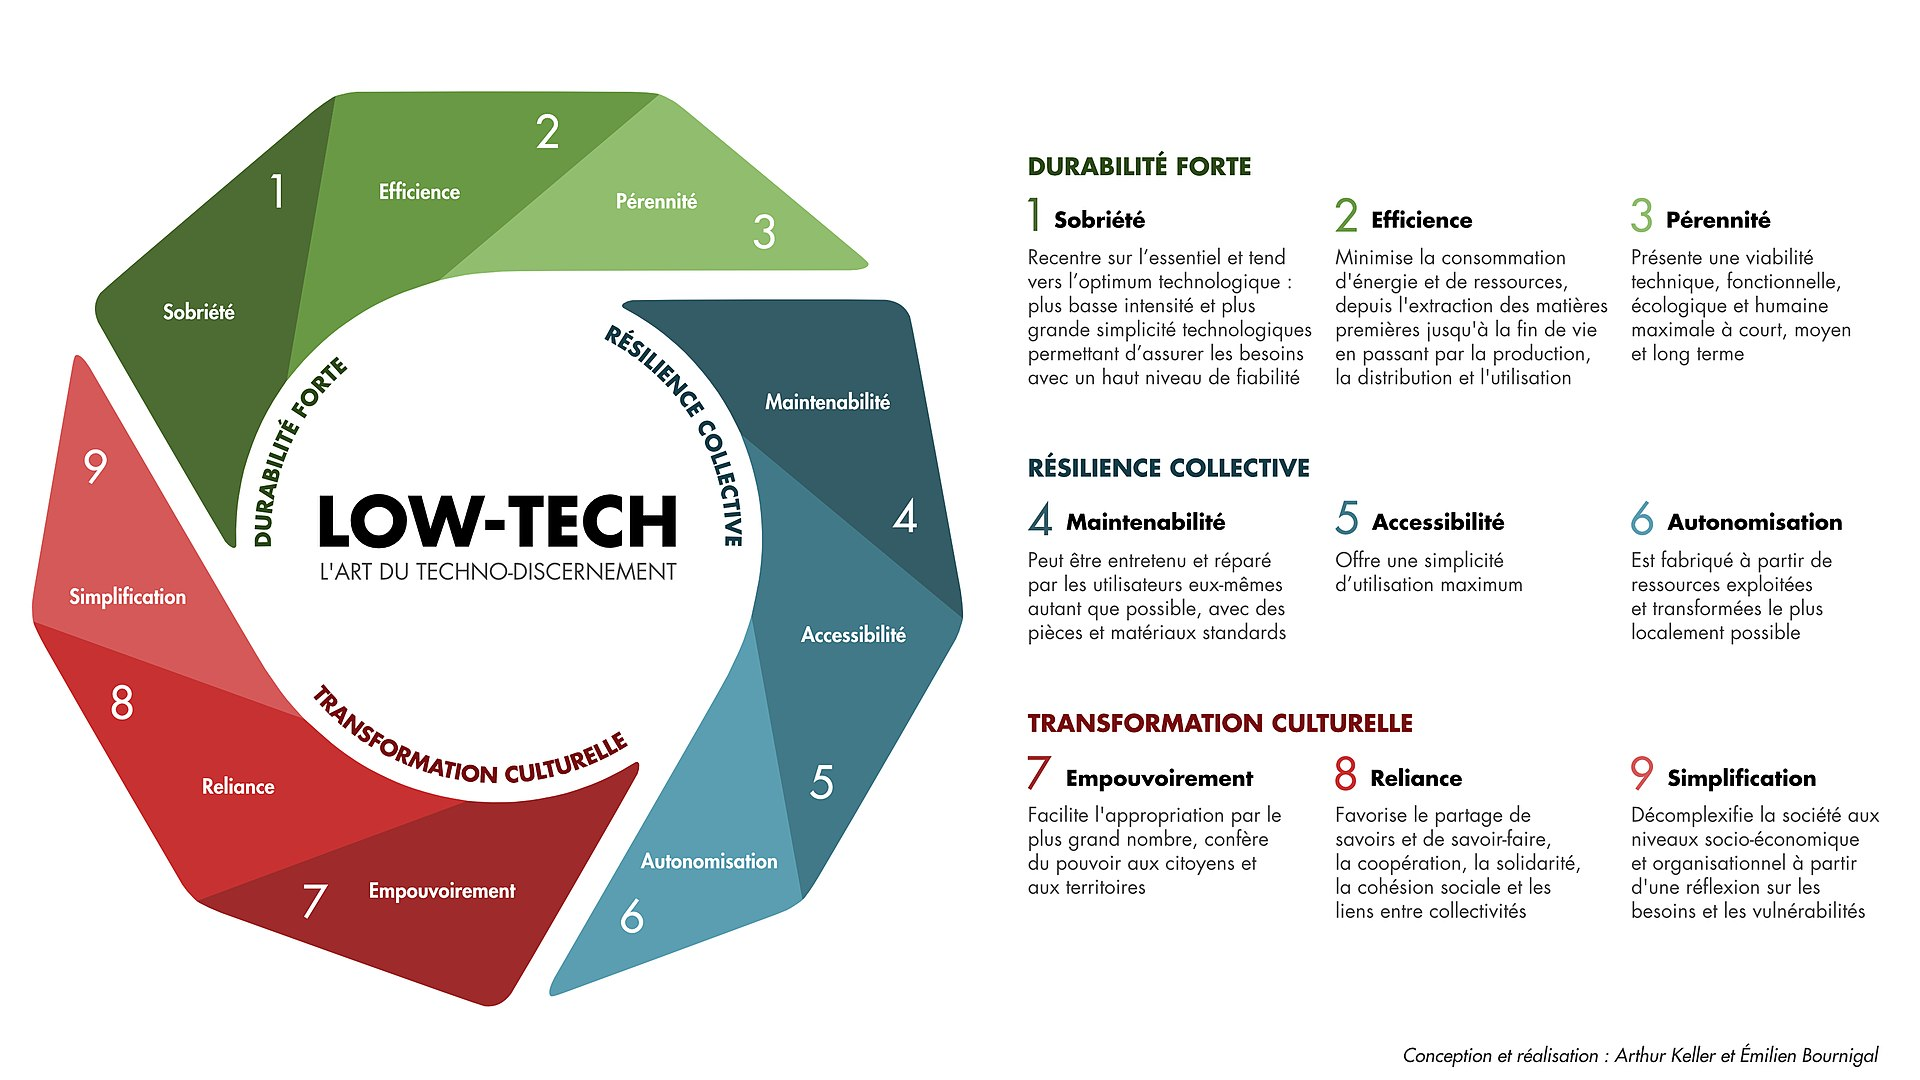 1
Sobriété
2
Efficience
Pérennité
3
Maintenabilité
4
Accessibilité
5
Autonomisation
6
7
Empouvoirement
8
Reliance
9
Simplification
DURABILITÉ FORTE
RÉSILIENCE COLLECTIVE
TRANSFORMATION CULTURELLE
LOW-TECH
L'ART DU TECHNO-DISCERNEMENT
DURABILITÉ FORTE
1 Sobriété
Recentre sur l’essentiel et tend
vers l’optimum technologique :
plus basse intensité et plus
grande simplicité technologiques
permettant d’assurer les besoins
avec un haut niveau de fiabilité
2 Efficience
Minimise la consommation
d'énergie et de ressources,
depuis l'extraction des matières
premières jusqu'à la fin de vie
en passant par la production,
la distribution et l'utilisation
3 Pérennité
Présente une viabilité
technique, fonctionnelle,
écologique et humaine
maximale à court, moyen
et long terme
RÉSILIENCE COLLECTIVE
4 Maintenabilité
Peut être entretenu et réparé
par les utilisateurs eux-mêmes
autant que possible, avec des
pièces et matériaux standards
5 Accessibilité
Offre une simplicité
d’utilisation maximum
6 Autonomisation
Est fabriqué à partir de
ressources exploitées
et transformées le plus
localement possible
TRANSFORMATION CULTURELLE
7 Empouvoirement
Facilite l'appropriation par le
plus grand nombre, confère
du pouvoir aux citoyens et
aux territoires
8 Reliance
Favorise le partage de
savoirs et de savoir-faire,
la coopération, la solidarité,
la cohésion sociale et les
liens entre collectivités
9 Simplification
Décomplexifie la société aux
niveaux socio-économique
et organisationnel à partir
d'une réflexion sur les
besoins et les vulnérabilités
Conception et réalisation : Arthur Keller et Émilien Bournigal